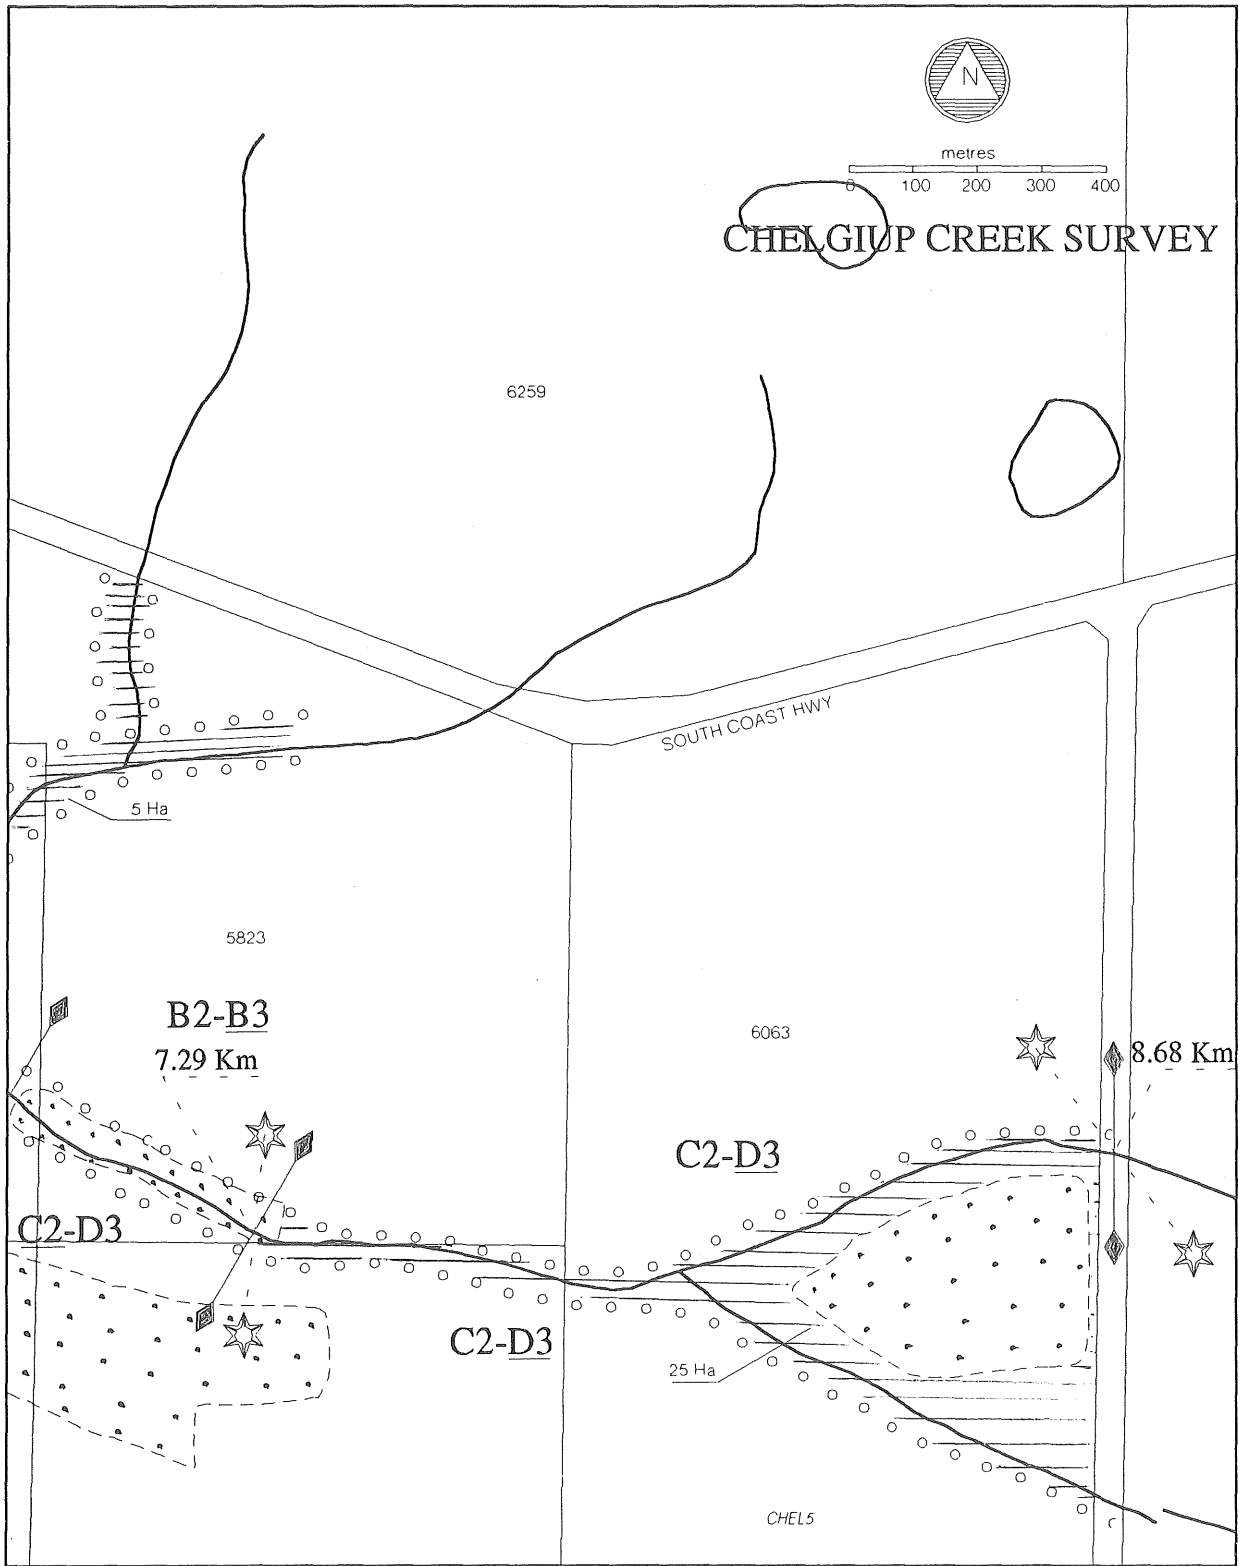 N
metres
0 100 200 300 400
CHELGIUP CREEK SURVEY
6259
SOUTH COAST HWY
5 Ha
5823
B2-B3
7.29 Km
6063
8.68 Km
C2-D3
C2-D3
C2-D3
25 Ha
CHEL5